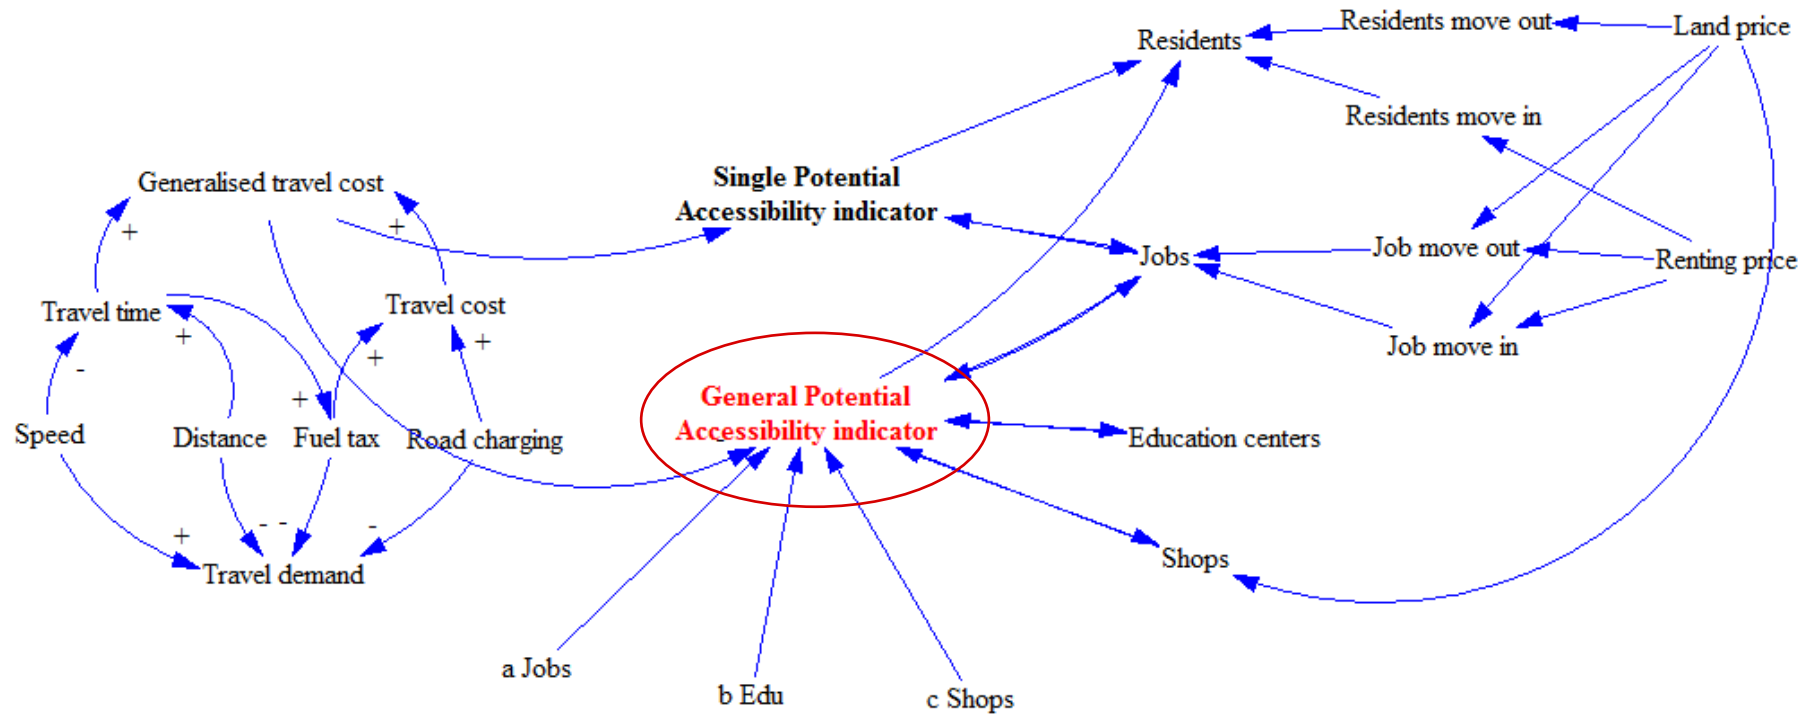 Residents move out
Land price
Residents
Residents move in
Generalised travel cost
Single Potential
Accessibility indicator
-
+
+
Job move out
Jobs
Renting price
Travel time
Travel cost
+
+
+
Job move in
-
+
General Potential
Accessibility indicator
-
Speed
Distance
Fuel tax
Road charging
Education centers
- -
-
+
Shops
Travel demand
a Jobs
b Edu
c Shops